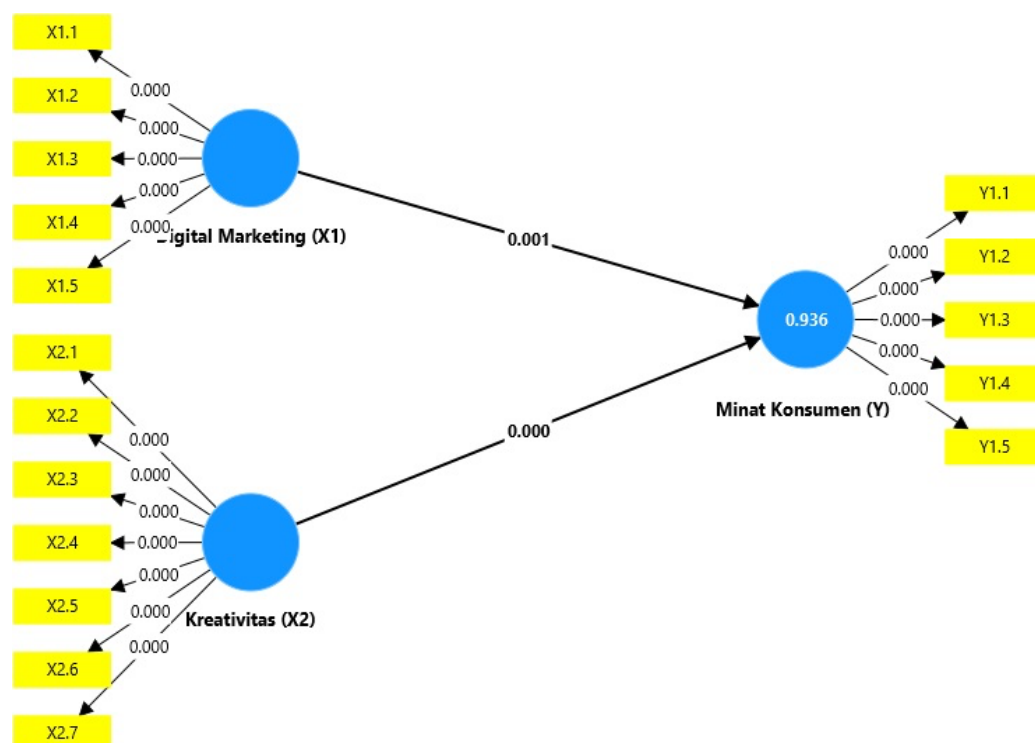 X1.1
0.000
X1.2
0.000
X1.3
0.000
X1.4
0.000
X1.5
0.000
Digital Marketing (X1)
0.001
X2.1
0.000
X2.2
0.000
X2.3
0.000
X2.4
0.000
X2.5
0.000
X2.6
0.000
X2.7
0.000
Kreativitas (X2)
0.000
0.936
Minat Konsumen (Y)
Y1.1
0.000
Y1.2
0.000
Y1.3
0.000
Y1.4
0.000
Y1.5
0.000